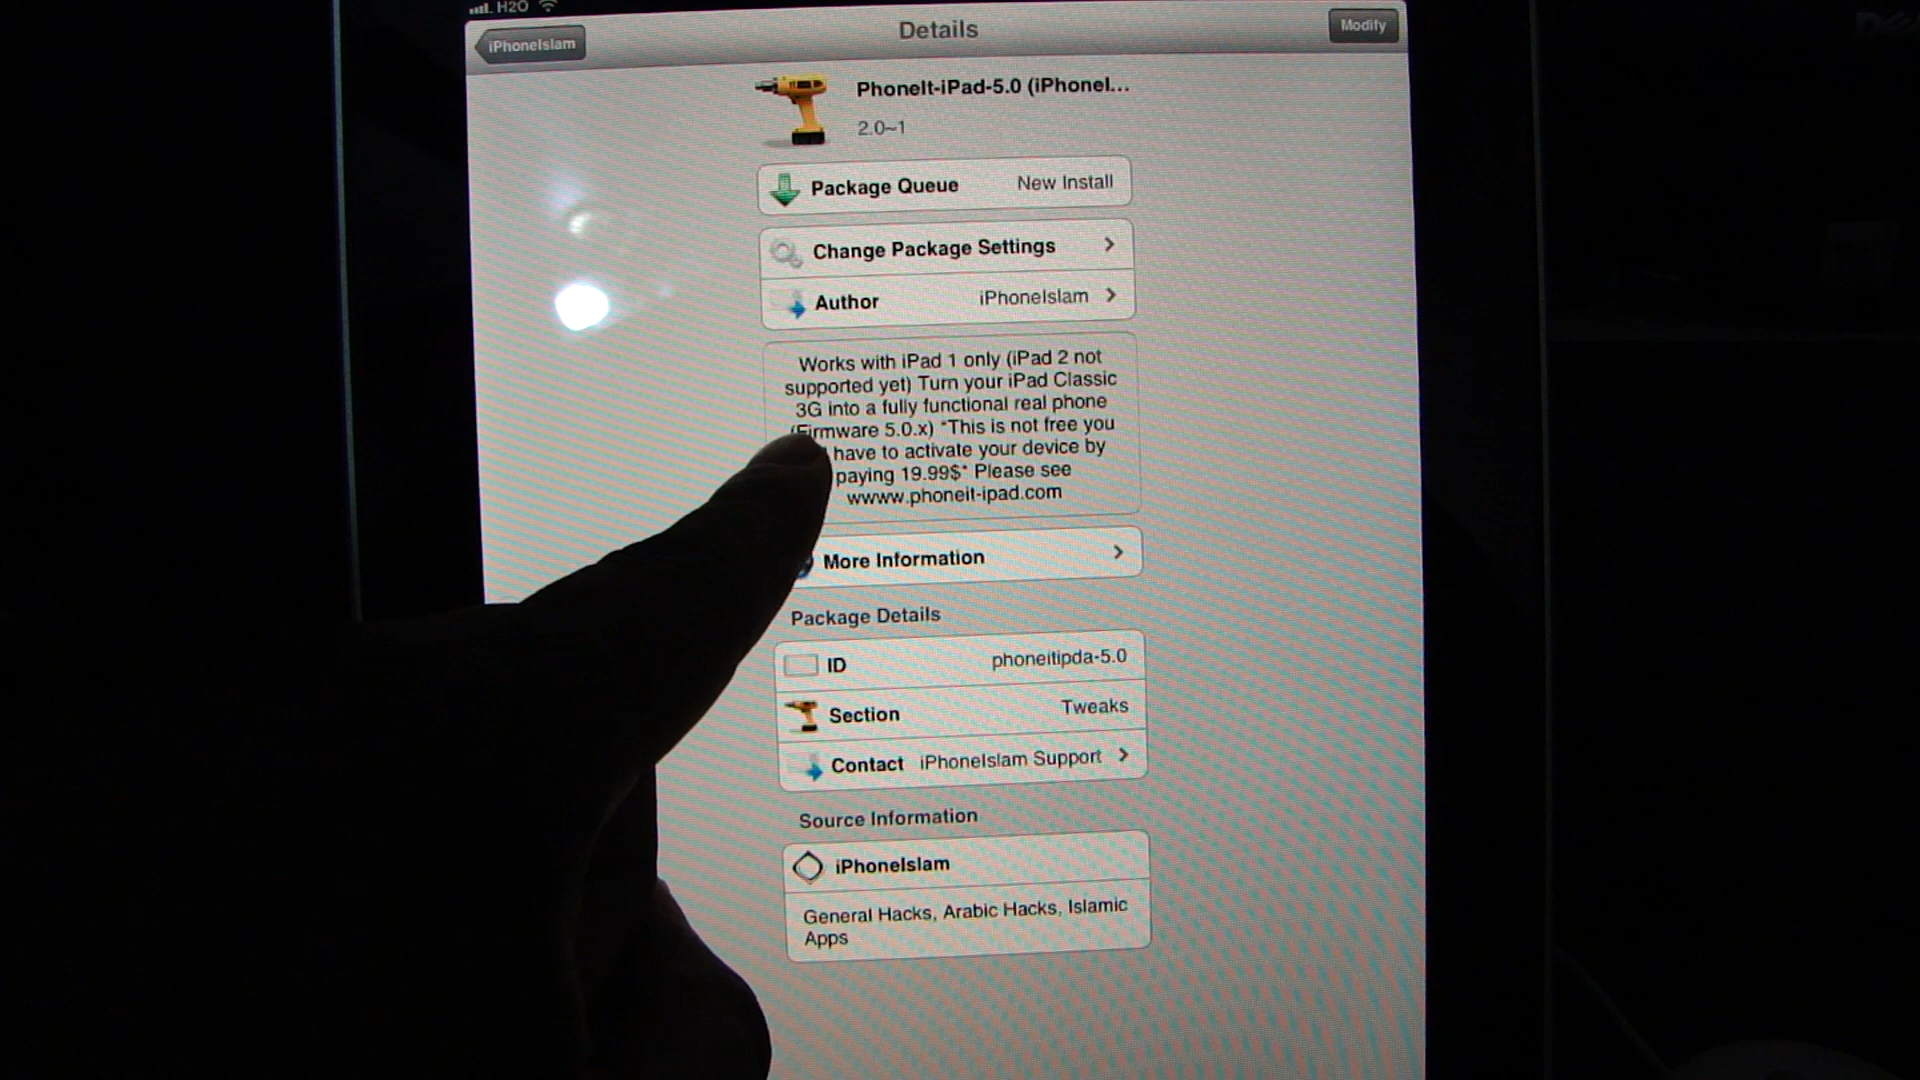 H2O
iPhoneIslam
Details
Modify
PhoneIt-iPad-5.0 (iPhoneI...
2.0~1
Package Queue New Install
Change Package Settings
Author iPhoneIslam
Works with iPad 1 only (iPad 2 not
supported yet) Turn your iPad Classic
3G into a fully functional real phone
(Firmware 5.0.x) *This is not free you
have to activate your device by
paying 19.99$* Please see
wwww.phoneit-ipad.com
More Information
Package Details
ID phoneitipda-5.0
Section Tweaks
Contact iPhoneIslam Support
Source Information
iPhoneIslam
General Hacks, Arabic Hacks, Islamic
Apps